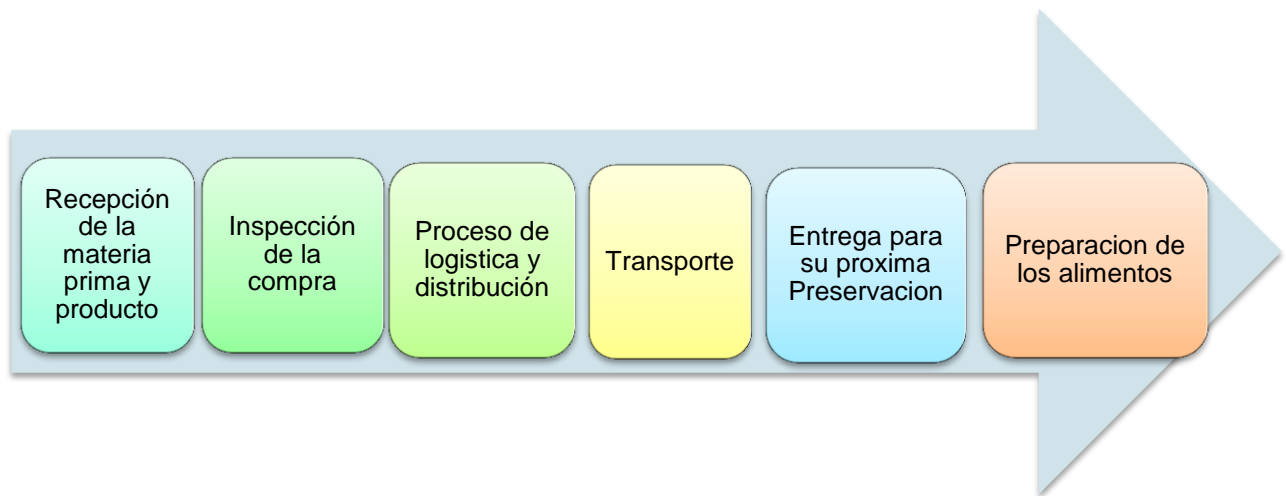 Recepción
de la
materia
prima y
producto
Inspección
de la
compra
Proceso de
logistica y
distribución
Transporte
Entrega para
su proxima
Preservacion
Preparacion de
los alimentos